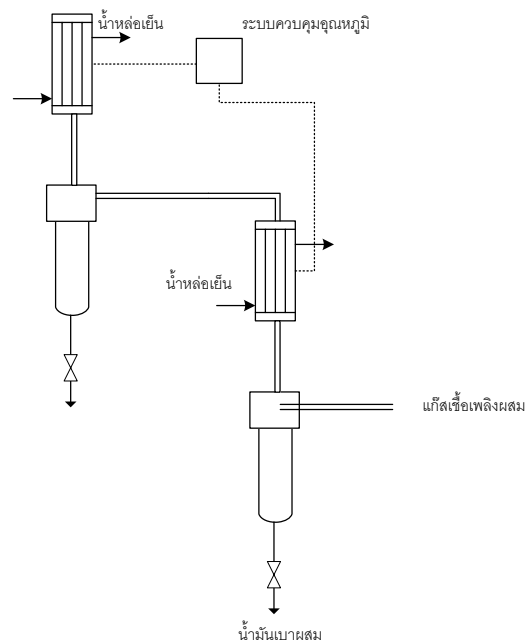 น้ำหล่อเย็น
ระบบควบคุมอุณหภูมิ
น้ำหล่อเย็น
แก๊สเชื้อเพลิงผสม
น้ำมันเบาผสม